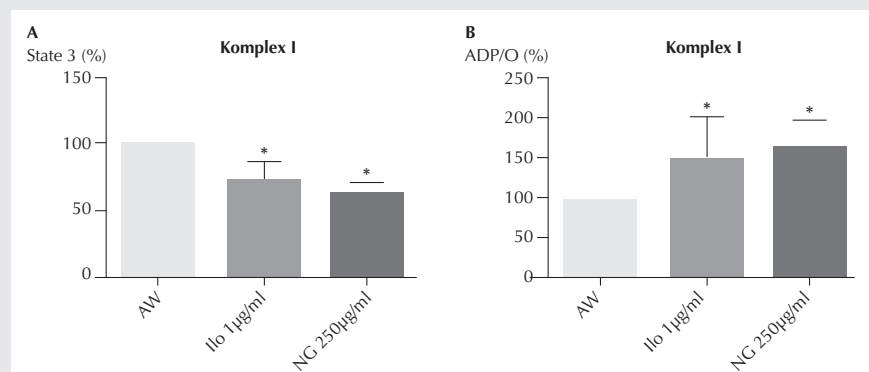 A
State 3 (%)
Komplex I
150
100
50
0
*
*
AW
Ilo 1µg/ml
NG 250µg/ml
B
ADP/O (%)
Komplex I
250
200
150
100
50
0
*
*
AW
Ilo 1µg/ml
NG 250µg/ml